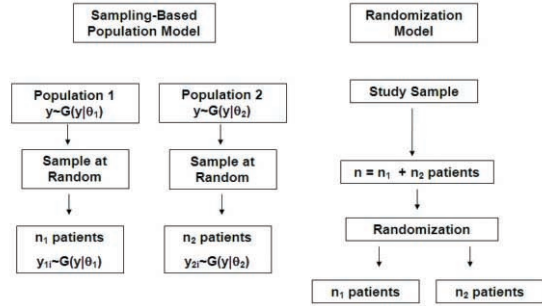 Sampling-Based
Population Model
Population 1
y~G(y|θ₁)
Sample at
Random
n₁ patients
y₁ᵢ~G(y|θ₁)
Population 2
y~G(y|θ₂)
Sample at
Random
n₂ patients
y₂ᵢ~G(y|θ₂)
Randomization
Model
Study Sample
n = n₁ + n₂ patients
Randomization
n₁ patients
n₂ patients